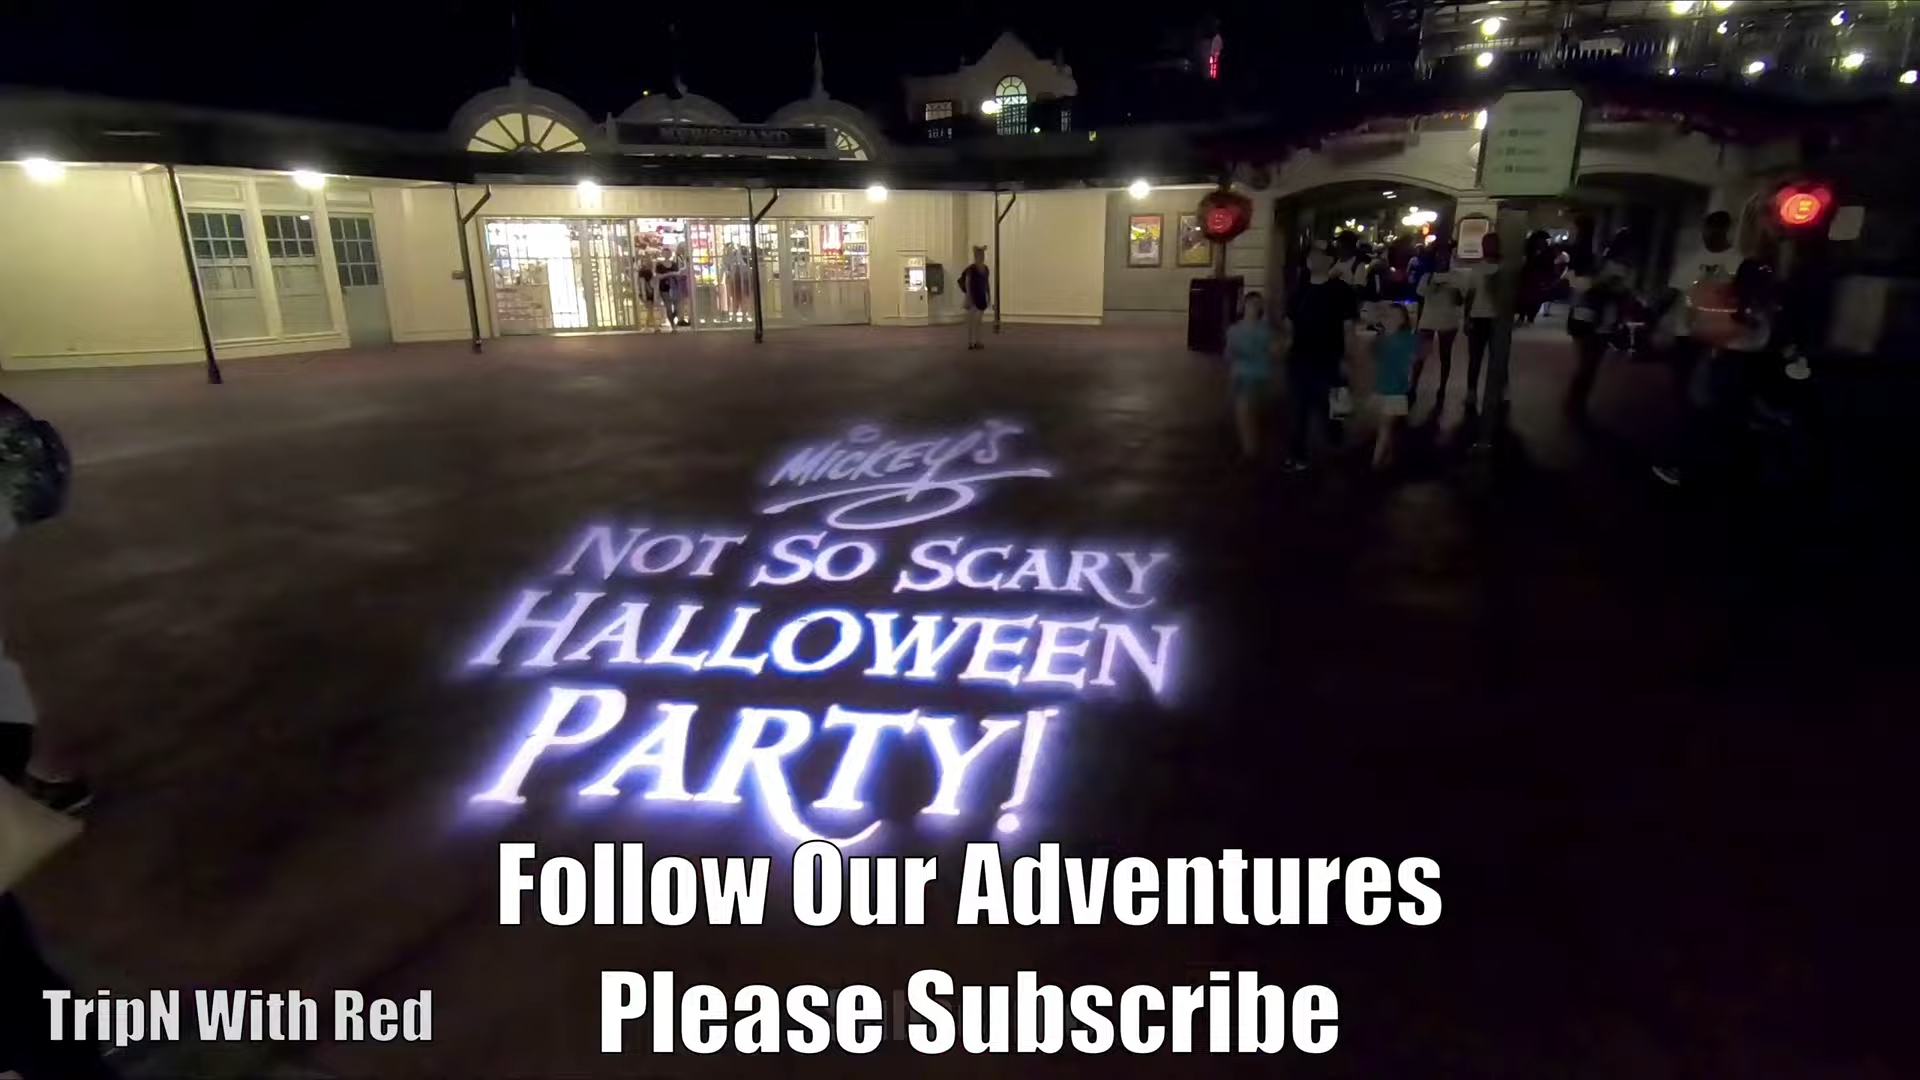 Mickey's
Not So Scary
Halloween
Party!
Follow Our Adventures
Please Subscribe
TripN With Red